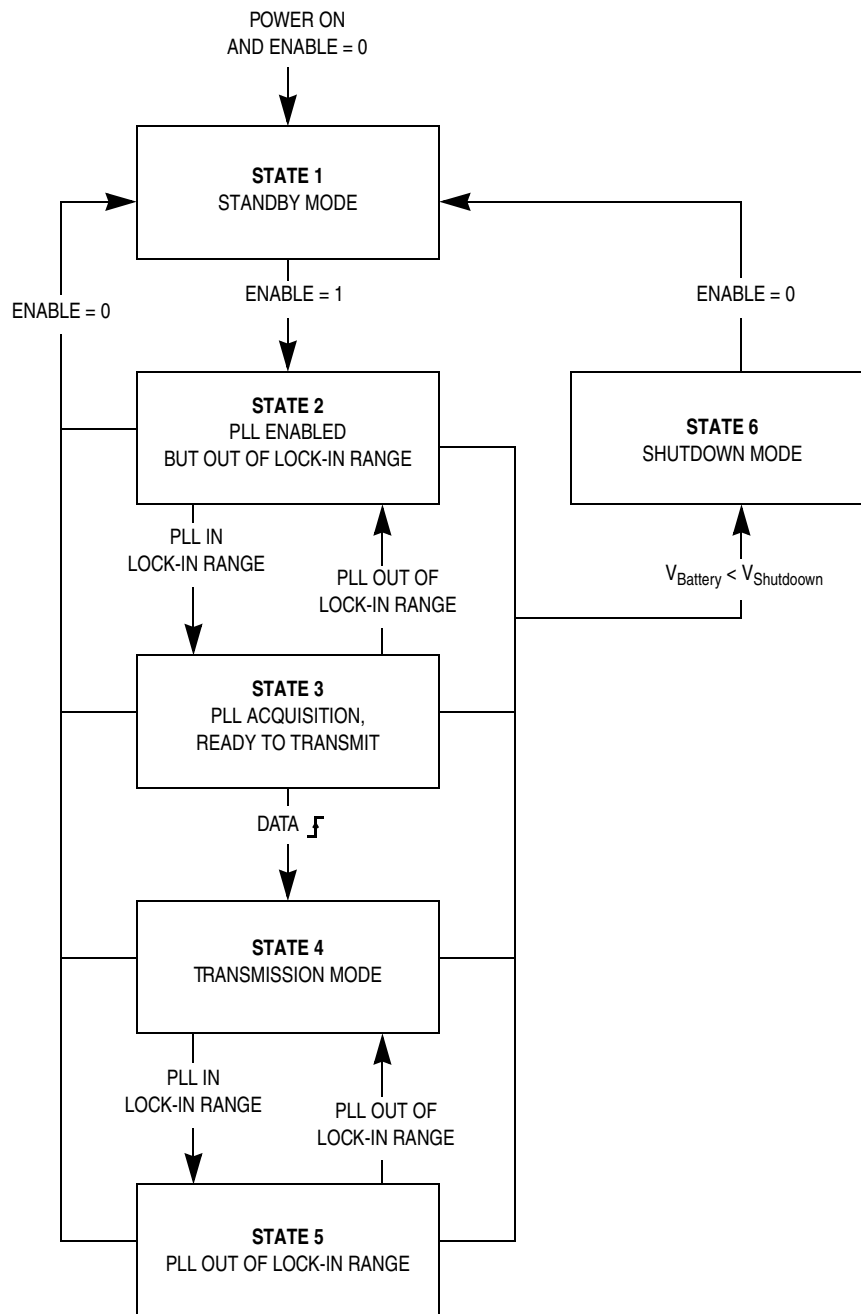 POWER ON
AND ENABLE = 0
STATE 1
STANDBY MODE
ENABLE = 1
ENABLE = 0
ENABLE = 0
STATE 2
PLL ENABLED
BUT OUT OF LOCK-IN RANGE
STATE 6
SHUTDOWN MODE
PLL IN
LOCK-IN RANGE
PLL OUT OF
LOCK-IN RANGE
VBattery < VShutdoown
STATE 3
PLL ACQUISITION,
READY TO TRANSMIT
DATA
STATE 4
TRANSMISSION MODE
PLL IN
LOCK-IN RANGE
PLL OUT OF
LOCK-IN RANGE
STATE 5
PLL OUT OF LOCK-IN RANGE